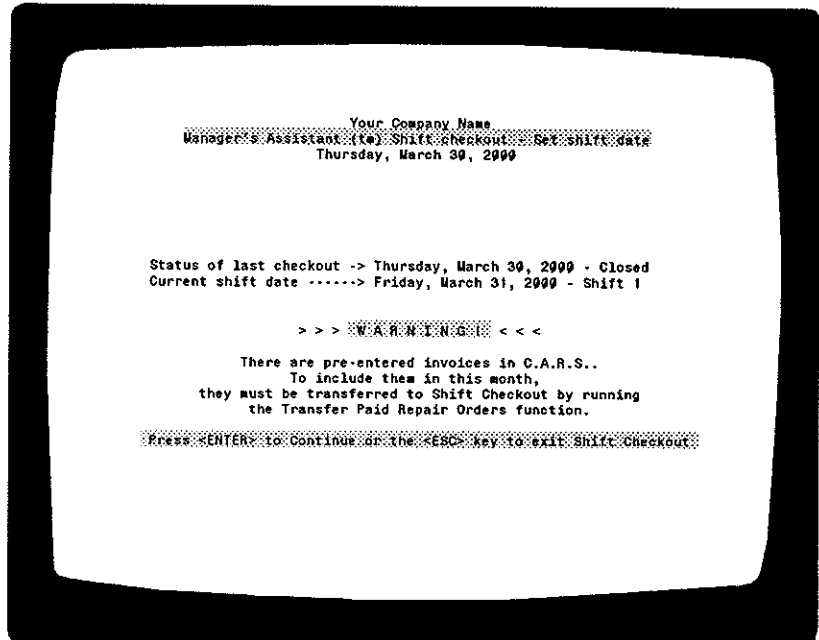 Your Company Name
Manager's Assistant (tm) Shift checkout - Set shift date
Thursday, March 30, 2000
Status of last checkout -> Thursday, March 30, 2000 - Closed
Current shift date ------> Friday, March 31, 2000 - Shift 1
> > > W A R N I N G ! < < <
There are pre-entered invoices in C.A.R.S..
To include them in this month,
they must be transferred to Shift Checkout by running
the Transfer Paid Repair Orders function.
Press <ENTER> to Continue or the <ESC> key to exit Shift Checkout